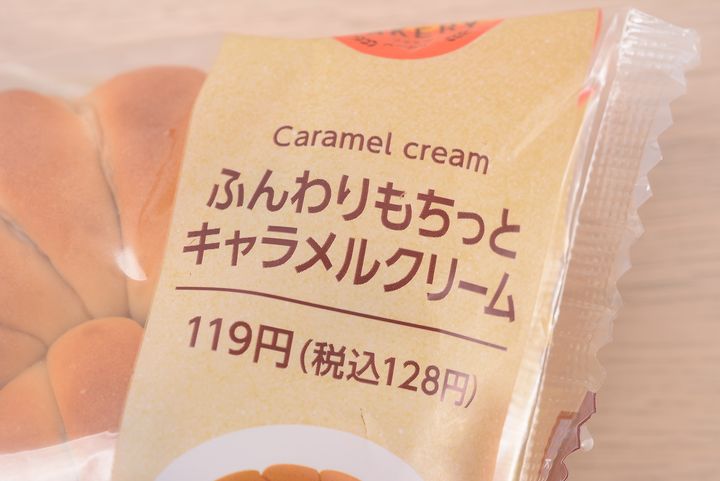 BAKERY
Caramel cream
ふんわりもちっと
キャラメルクリーム
119円(税込128円)